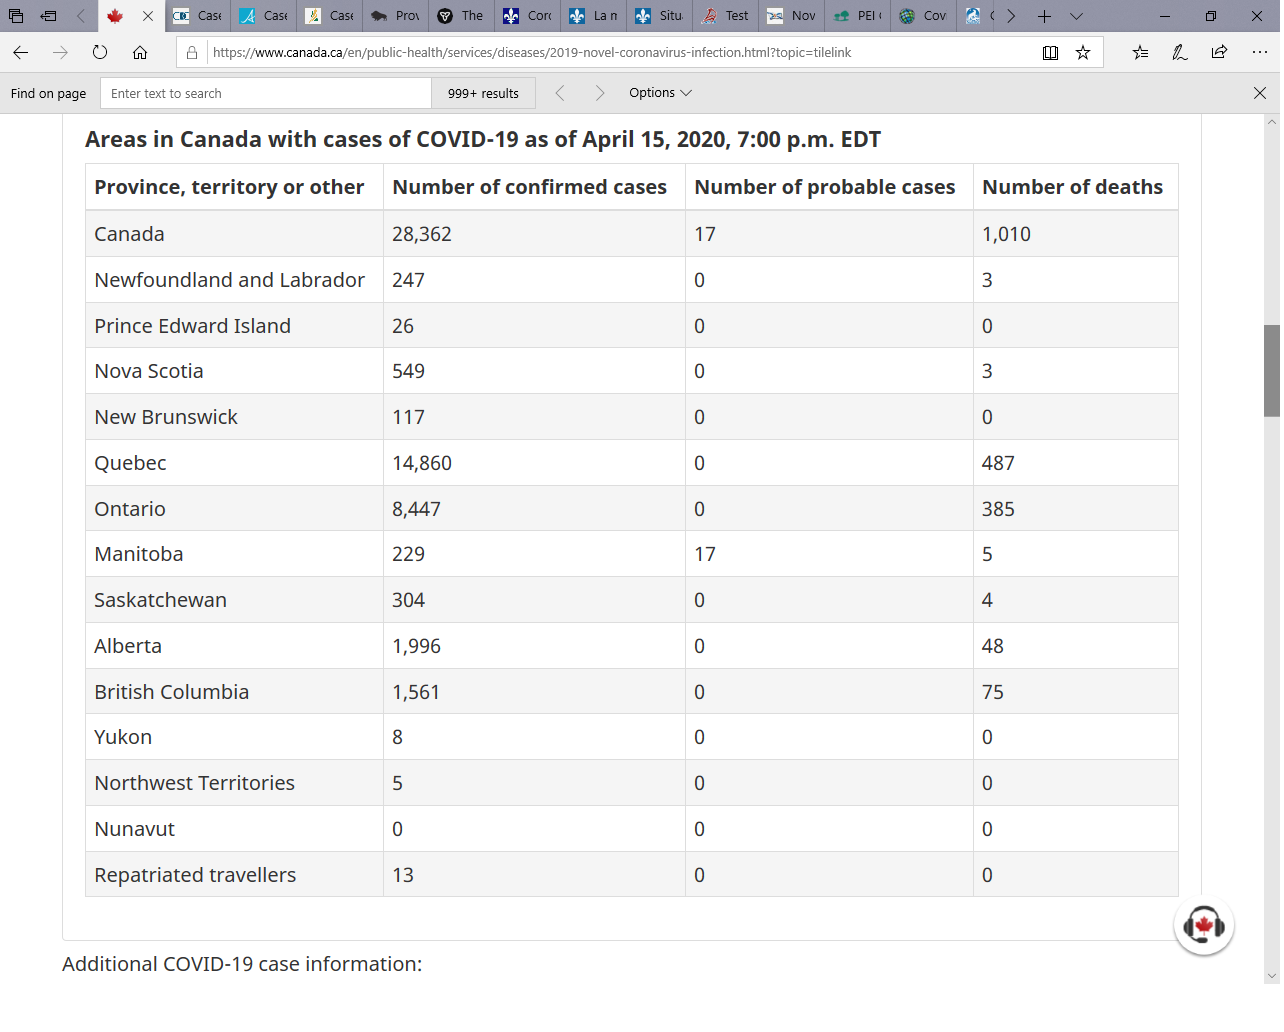 Case
Case
Case
Prov
The
Corc
La n
Situ
Test
Nov
PEI
Cov
https://www.canada.ca/en/public-health/services/diseases/2019-novel-coronavirus-infection.html?topic=tilelink
Find on page Enter text to search 999+ results Options
Areas in Canada with cases of COVID-19 as of April 15, 2020, 7:00 p.m. EDT
Province, territory or other Number of confirmed cases Number of probable cases Number of deaths
Canada 28,362 17 1,010
Newfoundland and Labrador 247 0 3
Prince Edward Island 26 0 0
Nova Scotia 549 0 3
New Brunswick 117 0 0
Quebec 14,860 0 487
Ontario 8,447 0 385
Manitoba 229 17 5
Saskatchewan 304 0 4
Alberta 1,996 0 48
British Columbia 1,561 0 75
Yukon 8 0 0
Northwest Territories 5 0 0
Nunavut 0 0 0
Repatriated travellers 13 0 0
Additional COVID-19 case information: